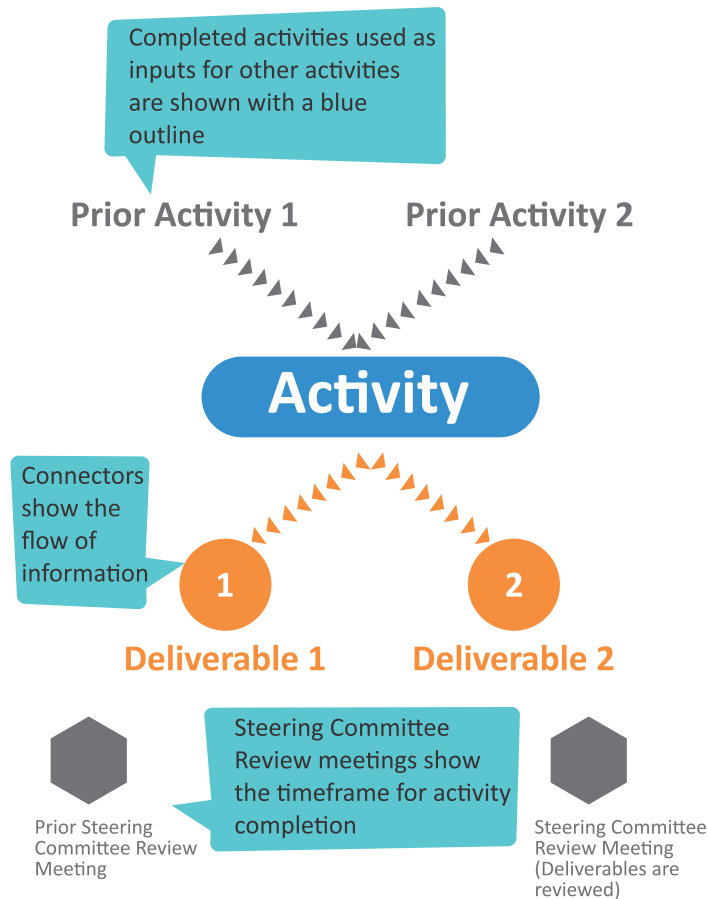 Completed activities used as
inputs for other activities
are shown with a blue
outline
Prior Activity 1
Prior Activity 2
Activity
Connectors
show the
flow of
information
1
2
Deliverable 1
Deliverable 2
Steering Committee
Review meetings show
the timeframe for activity
completion
Prior Steering
Committee Review
Meeting
Steering Committee
Review Meeting
(Deliverables are
reviewed)